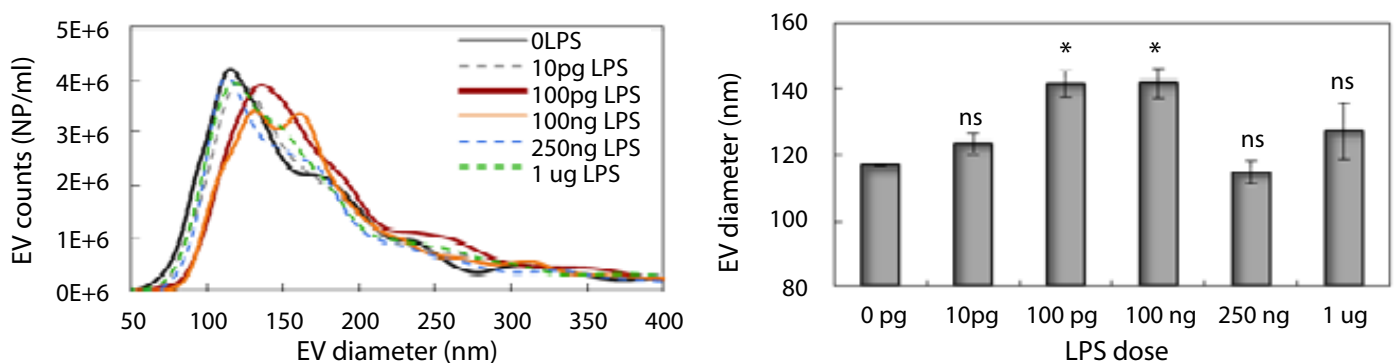 EV counts (NP/ml)
5E+6
4E+6
3E+6
2E+6
1E+6
0E+6
0LPS
10pg LPS
100pg LPS
100ng LPS
250ng LPS
1 ug LPS
50 100 150 200 250 300 350 400
EV diameter (nm)
EV diameter (nm)
160
140
120
100
80
ns
*
*
ns
ns
0 pg 10pg 100 pg 100 ng 250 ng 1 ug
LPS dose